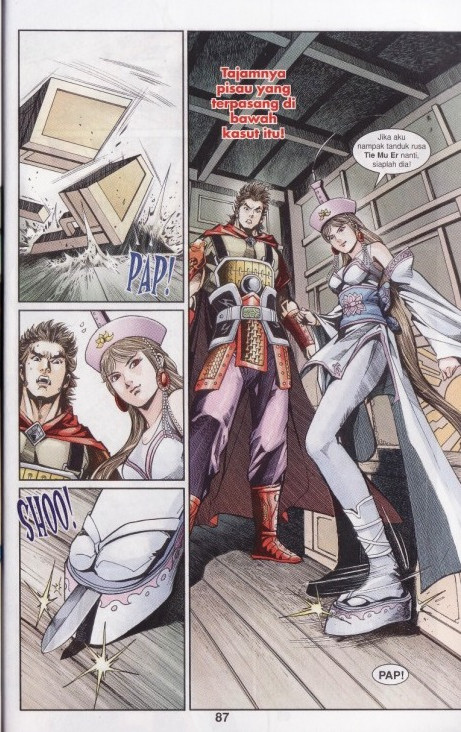 PAP!
SHOO!
Tajamnya
pisau yang
terpasang di
bawah
kasut itu!
Jika aku
nampak tanduk rusa
Tie Mu Er nanti,
siaplah dia!
PAP!
87